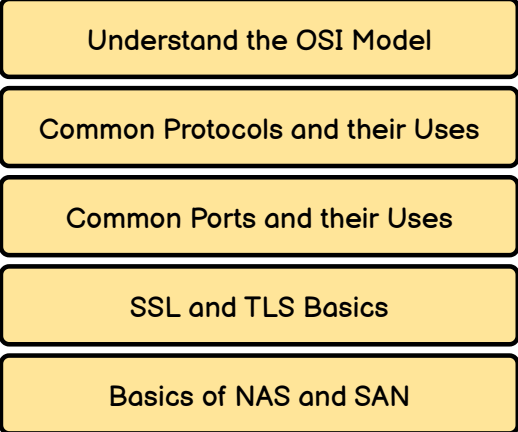 Understand the OSI Model
Common Protocols and their Uses
Common Ports and their Uses
SSL and TLS Basics
Basics of NAS and SAN